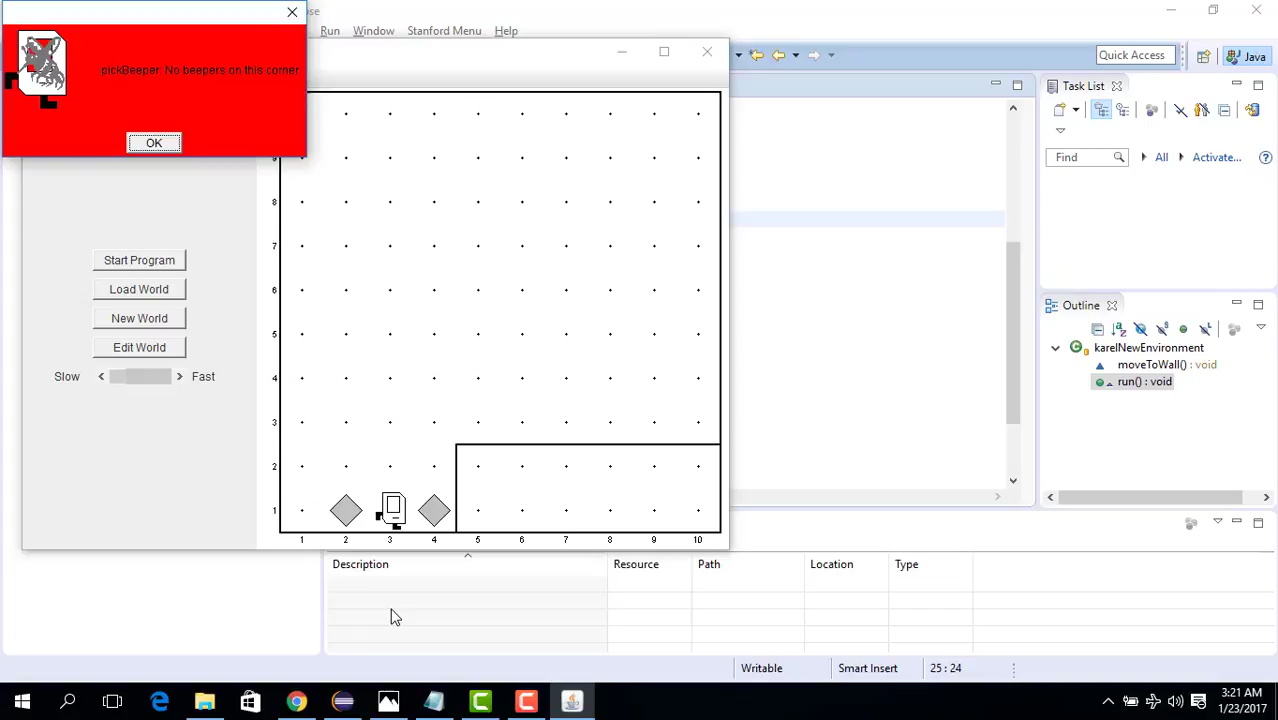 ose
Run Window Stanford Menu Help
pickBeeper: No beepers on this corner
OK
Quick Access
Java
Task List
Find
All
Activate...
Start Program
Load World
New World
Edit World
Slow
Fast
8
7
6
5
4
3
2
1
1 2 3 4 5 6 7 8 9 10
Outline
karelNewEnvironment
moveToWall() : void
run() : void
Description Resource Path Location Type
Writable Smart Insert 25 : 24
3:21 AM
1/23/2017